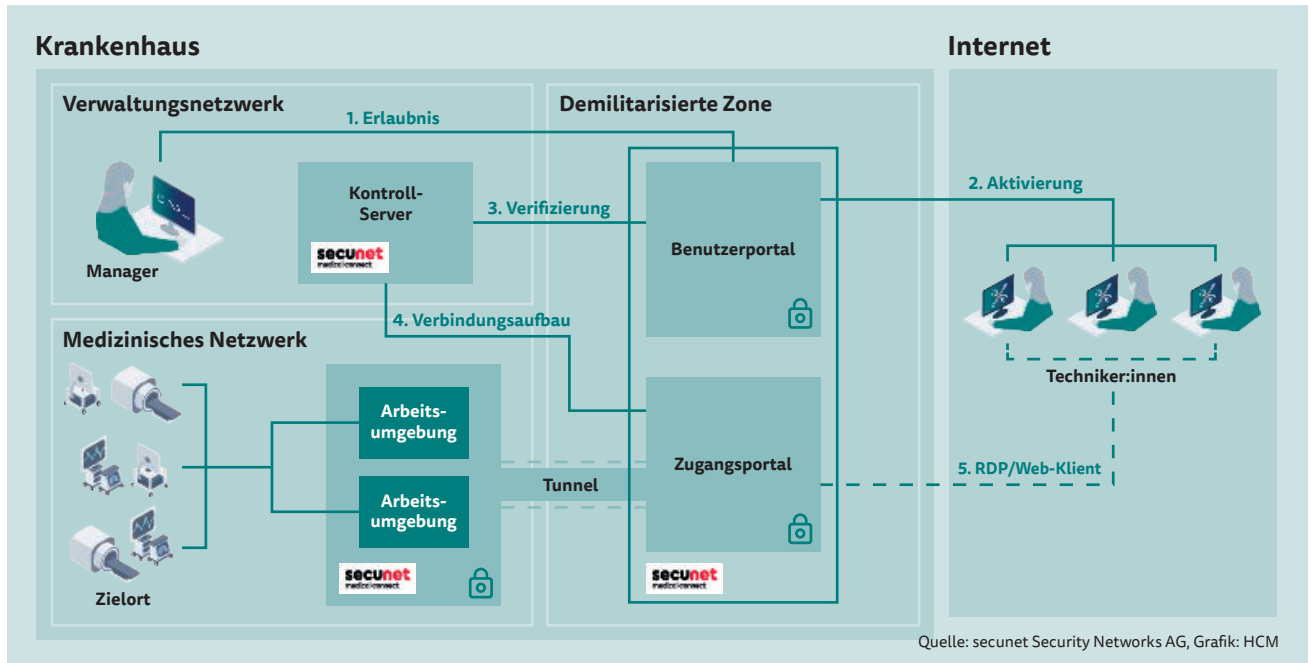 Krankenhaus
Internet
Verwaltungsnetzwerk
Demilitarisierte Zone
1. Erlaubnis
Kontroll-
Server
secunet
medical connect
Manager
3. Verifizierung
Benutzerportal
2. Aktivierung
4. Verbindungsaufbau
Medizinisches Netzwerk
Techniker:innen
Arbeits-
umgebung
Zugangsportal
5. RDP/Web-Klient
Tunnel
Arbeits-
umgebung
secunet
medical connect
secunet
medical connect
Zielort
Quelle: secunet Security Networks AG, Grafik: HCM